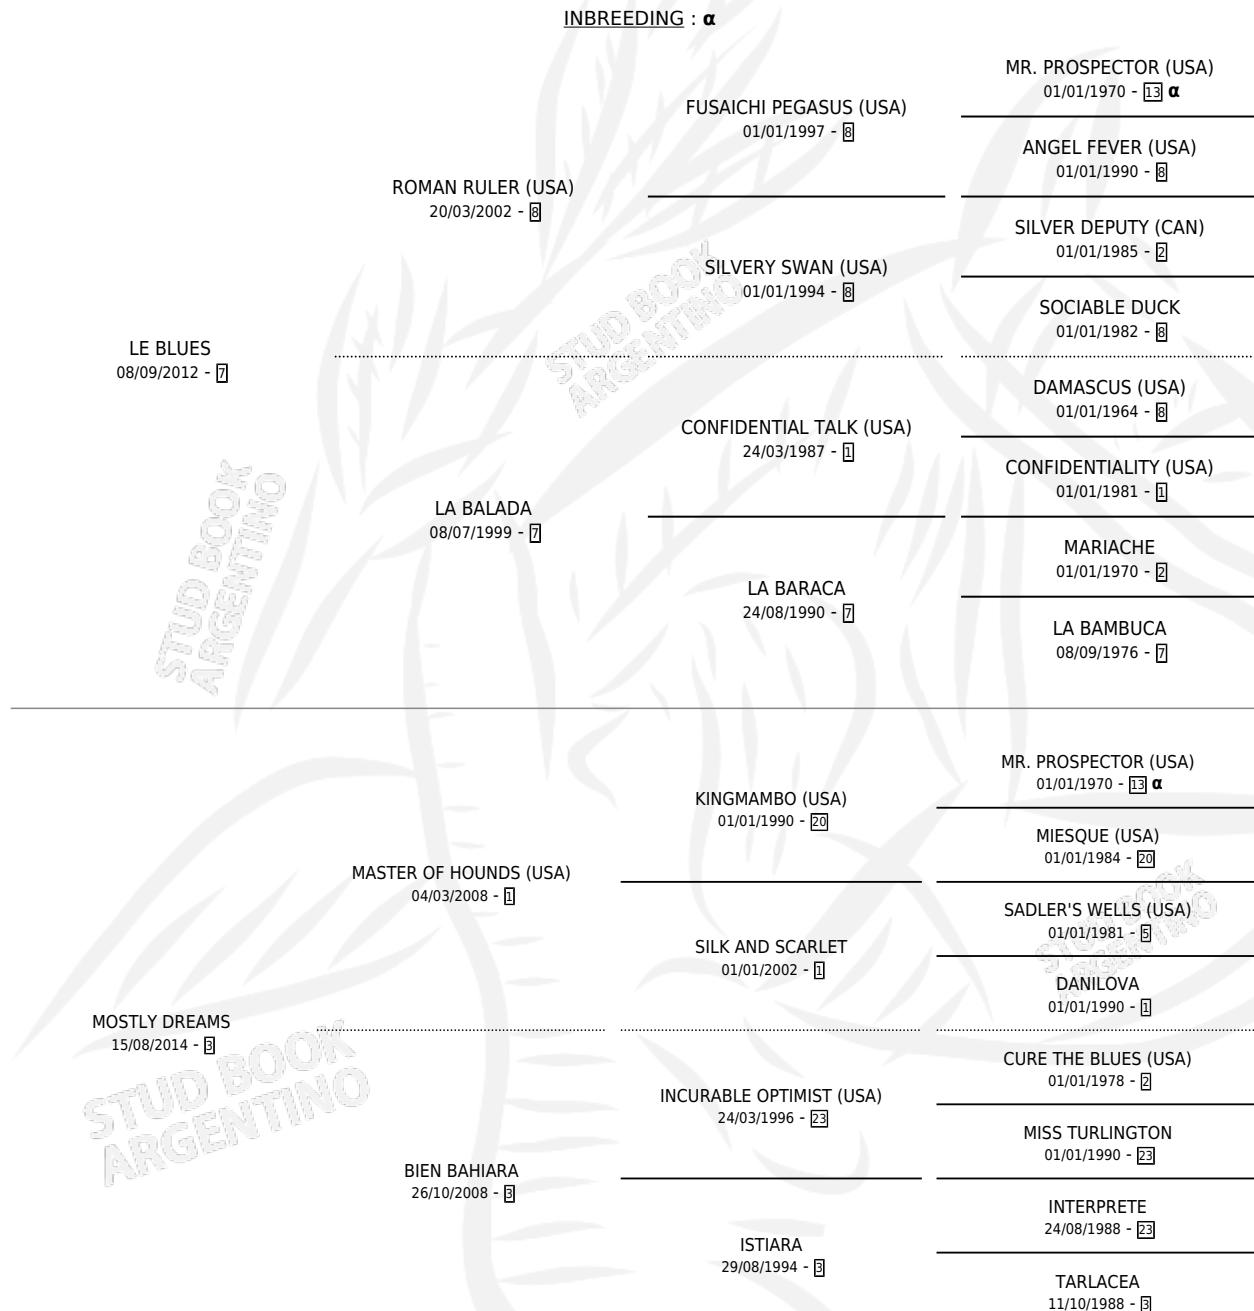 INBREEDING : α
MR. PROSPECTOR (USA)
01/01/1970 - 13 α
FUSAICHI PEGASUS (USA)
01/01/1997 - 8
ANGEL FEVER (USA)
01/01/1990 - 8
ROMAN RULER (USA)
20/03/2002 - 8
SILVER DEPUTY (CAN)
01/01/1985 - 2
SILVERY SWAN (USA)
01/01/1994 - 8
SOCIABLE DUCK
01/01/1982 - 8
LE BLUES
08/09/2012 - 7
DAMASCUS (USA)
01/01/1964 - 8
CONFIDENTIAL TALK (USA)
24/03/1987 - 1
CONFIDENTIALITY (USA)
01/01/1981 - 1
LA BALADA
08/07/1999 - 7
MARIACHE
01/01/1970 - 2
LA BARACA
24/08/1990 - 7
LA BAMBUCA
08/09/1976 - 7
MR. PROSPECTOR (USA)
01/01/1970 - 13 α
KINGMAMBO (USA)
01/01/1990 - 20
MIESQUE (USA)
01/01/1984 - 20
MASTER OF HOUNDS (USA)
04/03/2008 - 1
SADLER'S WELLS (USA)
01/01/1981 - 5
SILK AND SCARLET
01/01/2002 - 1
DANILOVA
01/01/1990 - 1
MOSTLY DREAMS
15/08/2014 - 3
CURE THE BLUES (USA)
01/01/1978 - 2
INCURABLE OPTIMIST (USA)
24/03/1996 - 23
MISS TURLINGTON
01/01/1990 - 23
BIEN BAHIARA
26/10/2008 - 3
INTERPRETE
24/08/1988 - 23
ISTIARA
29/08/1994 - 3
TARLACEA
11/10/1988 - 3
STUD BOOK
ARGENTINO
STUD BOOK
ARGENTINO
STUD BOOK
ARGENTINO
STUD BOOK
ARGENTINO